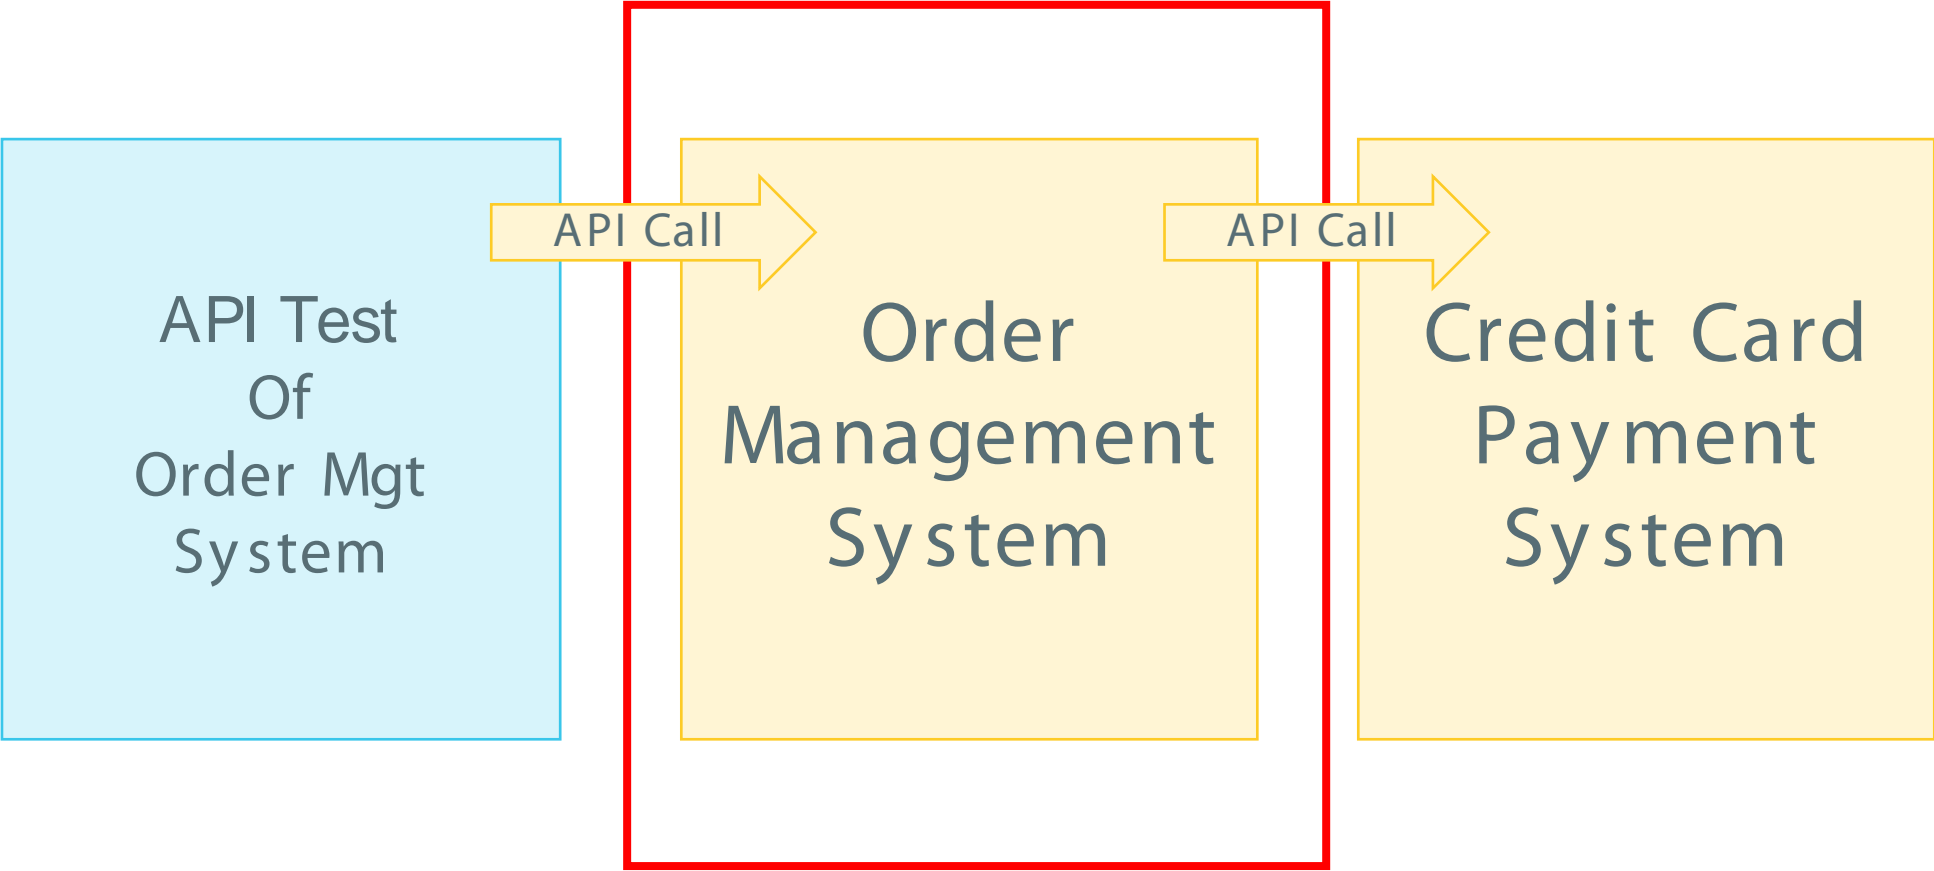 API Call
API Call
API Test
Of
Order Mgt
System
Order
Management
System
Credit Card
Payment
System